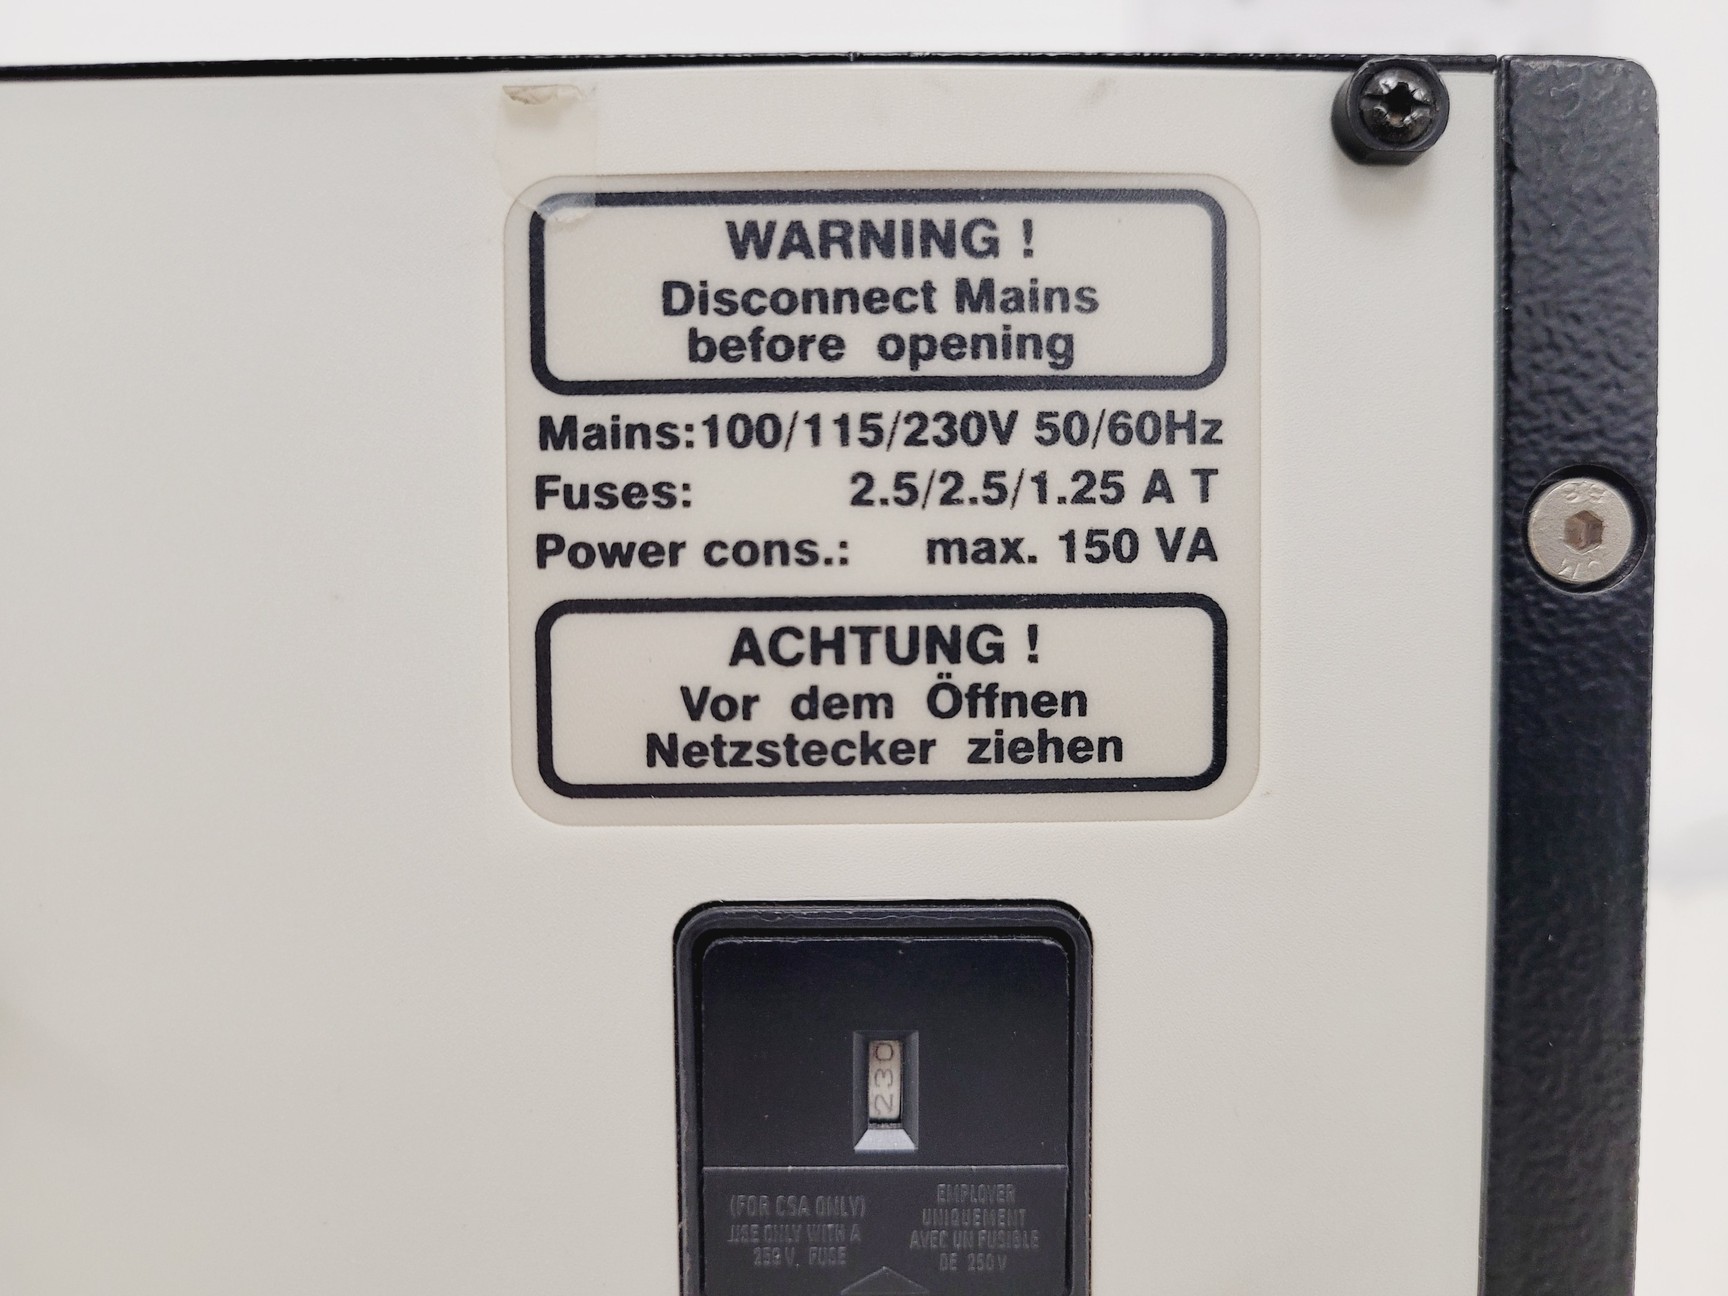 WARNING !
Disconnect Mains
before opening
Mains:100/115/230V 50/60Hz
Fuses: 2.5/2.5/1.25 A T
Power cons.: max. 150 VA
ACHTUNG !
Vor dem Öffnen
Netzstecker ziehen
230
(FOR CSA ONLY)
USE ONLY WITH A
250V. FUSE
EMPLOYER
UNIQUEMENT
AVEC UN FUSIBLE
DE 250V